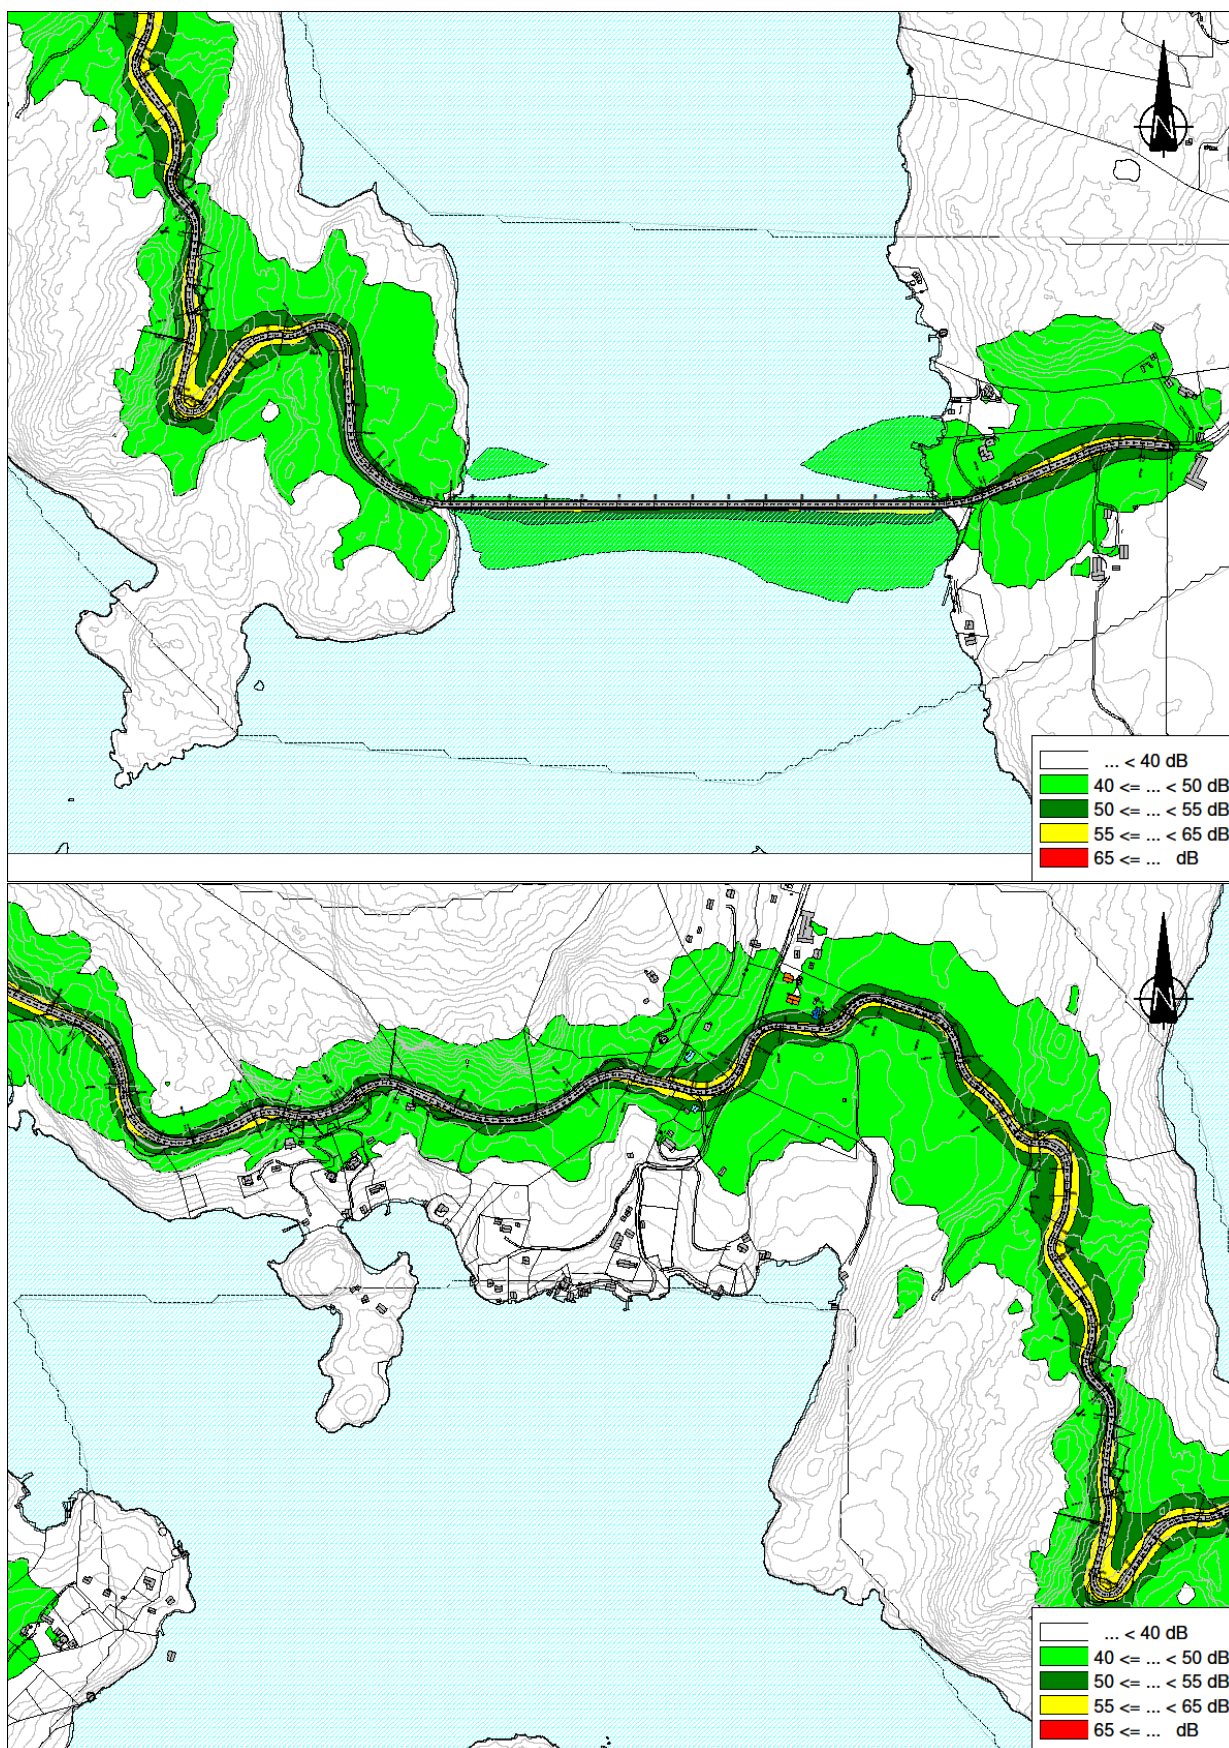 N
... < 40 dB
40 <= ... < 50 dB
50 <= ... < 55 dB
55 <= ... < 65 dB
65 <= ... dB
N
... < 40 dB
40 <= ... < 50 dB
50 <= ... < 55 dB
55 <= ... < 65 dB
65 <= ... dB